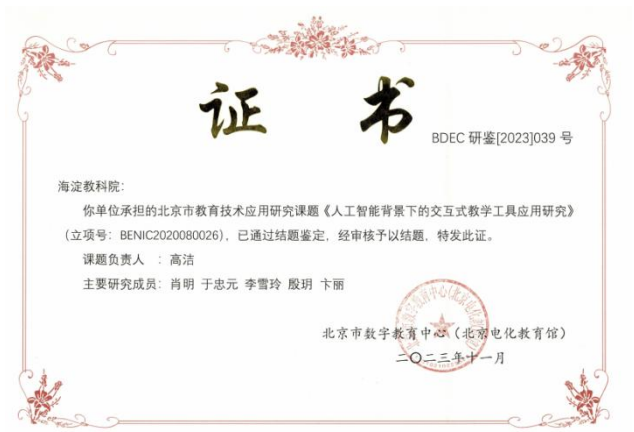 证 书
BDEC 研鉴[2023]039 号
海淀教科院:
你单位承担的北京市教育技术应用研究课题《人工智能背景下的交互式教学工具应用研究》
(立项号: BENIC2020080026), 已通过结题鉴定, 经审核予以结题, 特发此证。
课题负责人 : 高洁
主要研究成员: 肖明 于忠元 李雪玲 殷玥 卞丽
北京市数字教育中心（北京电化教育馆）
二〇二三年十一月